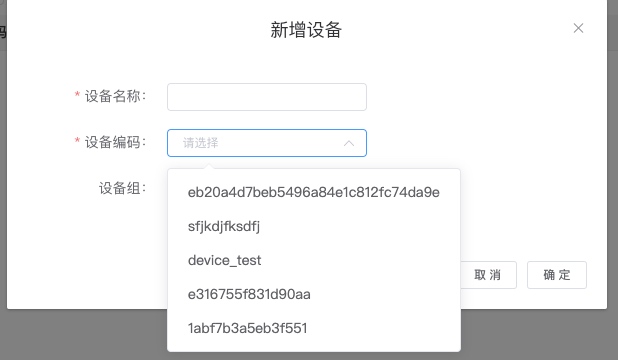 新增设备
码
* 设备名称：
* 设备编码：
请选择
设备组：
eb20a4d7beb5496a84e1c812fc74da9e
sfjkdjfksdfj
device_test
e316755f831d90aa
1abf7b3a5eb3f551
取 消
确 定